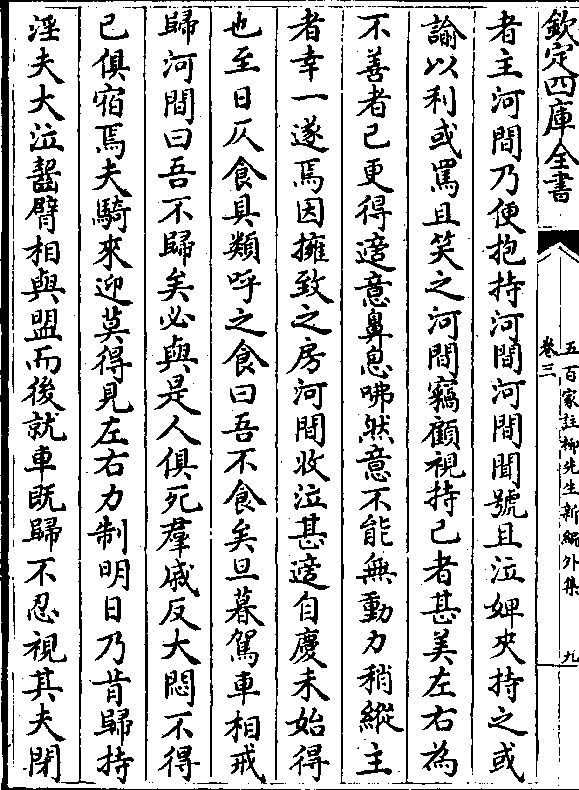 欽定四庫全書
五百家註柳先生新編外集
卷三
九
者主河間乃便抱持河間河間聞號且泣婢夾持之或
諭以利或罵且笑之河間竊顧視持己者甚美左右為
不善者已更得適意鼻息咈然意不能無動力稍縱主
者幸一遂焉因擁致之房河間收泣甚適自慶未始得
也至日仄食具類呼之食曰吾不食矣旦暮駕車相戒
歸河間曰吾不歸矣必與是人俱死羣戚反大悶不得
已俱宿焉夫騎來迎莫得見左右力制明日乃肯歸持
淫夫大泣齧臂相與盟而後就車既歸不忍視其夫閉